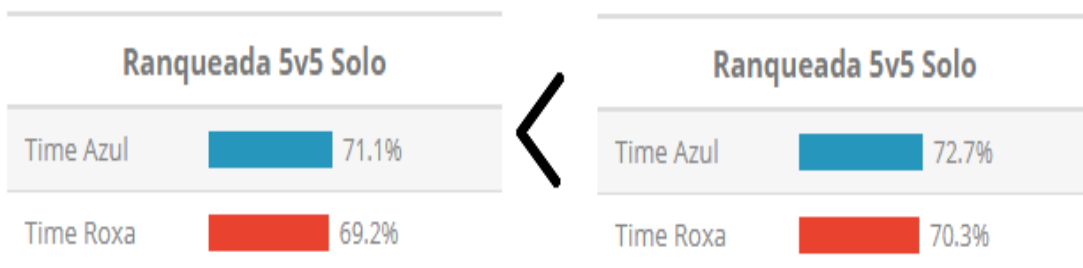 Ranqueada 5v5 Solo
Time Azul 71.1%
Time Roxa 69.2%
<
Ranqueada 5v5 Solo
Time Azul 72.7%
Time Roxa 70.3%